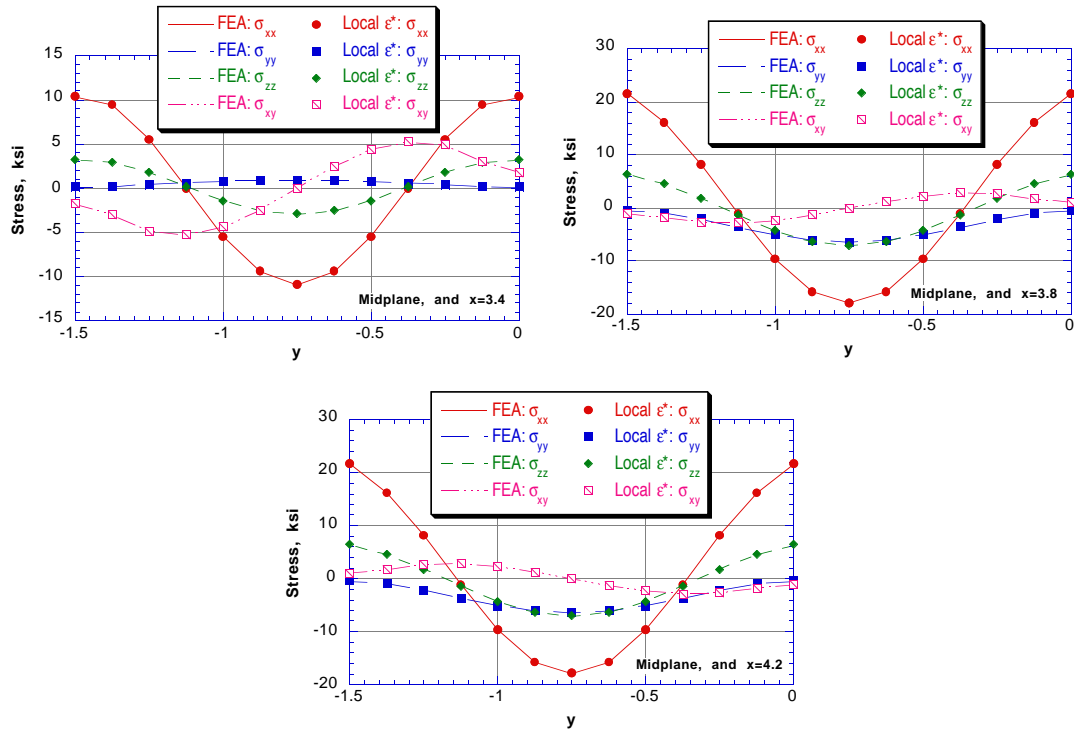 FEA: σxx Local ε*: σxx
FEA: σyy Local ε*: σyy
FEA: σzz Local ε*: σzz
FEA: σxy Local ε*: σxy
15
10
5
0
-5
-10
-15
Stress, ksi
Midplane, and x=3.4
-1.5 -1 -0.5 0
y
FEA: σxx Local ε*: σxx
FEA: σyy Local ε*: σyy
FEA: σzz Local ε*: σzz
FEA: σxy Local ε*: σxy
30
20
10
0
-10
-20
Stress, ksi
Midplane, and x=3.8
-1.5 -1 -0.5 0
y
FEA: σxx Local ε*: σxx
FEA: σyy Local ε*: σyy
FEA: σzz Local ε*: σzz
FEA: σxy Local ε*: σxy
30
20
10
0
-10
-20
Stress, ksi
Midplane, and x=4.2
-1.5 -1 -0.5 0
y